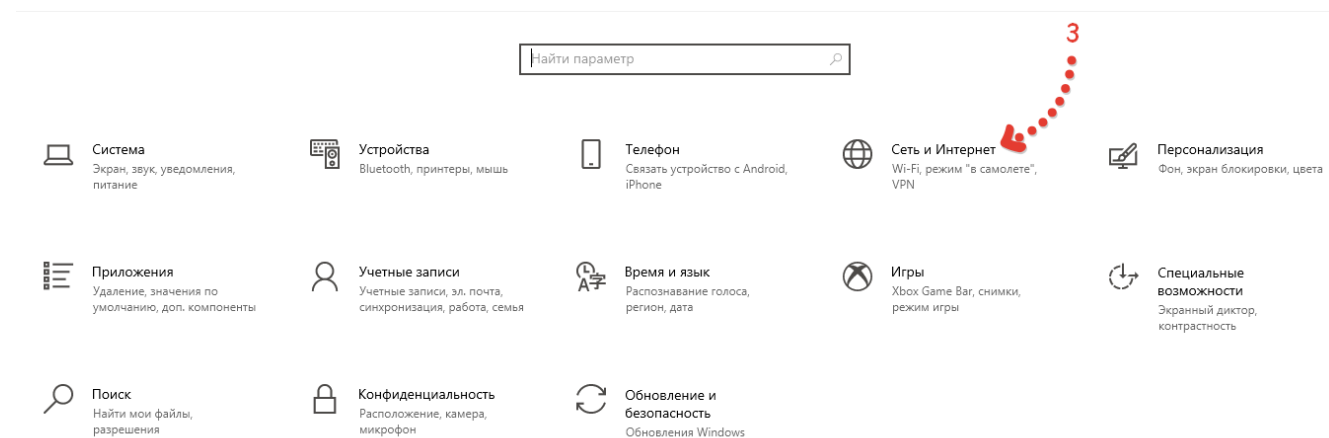 3
Найти параметр
Система
Экран, звук, уведомления,
питание
Устройства
Bluetooth, принтеры, мышь
Телефон
Связать устройство с Android,
iPhone
Сеть и Интернет
Wi-Fi, режим "в самолете",
VPN
Персонализация
Фон, экран блокировки, цвета
Приложения
Удаление, значения по
умолчанию, доп. компоненты
Учетные записи
Учетные записи, эл. почта,
синхронизация, работа, семья
Время и язык
Распознавание голоса,
регион, дата
Игры
Xbox Game Bar, снимки,
режим игры
Специальные
возможности
Экранный диктор,
контрастность
Поиск
Найти мои файлы,
разрешения
Конфиденциальность
Расположение, камера,
микрофон
Обновление и
безопасность
Обновления Windows